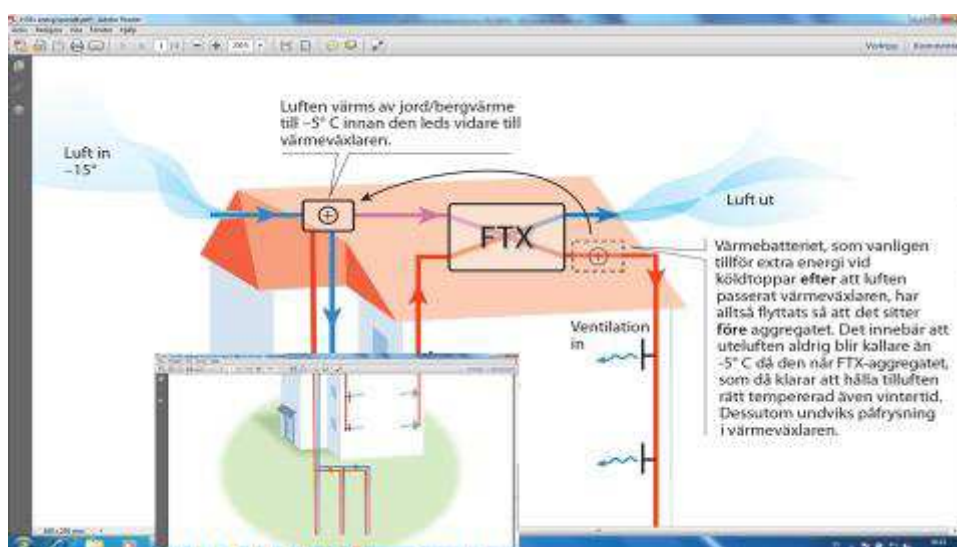 Luften värms av jord/bergvärme
till –5° C innan den leds vidare till
värmeväxlaren.
Luft in
–15°
Luft ut
FTX
Värmebatteriet, som vanligen
tillför extra energi vid
köldtoppar efter att luften
passerat värmeväxlaren, har
alltså flyttats så att det sitter
före aggregatet. Det innebär att
uteluften aldrig blir kallare än
-5° C då den når FTX-aggregatet,
som då klarar att hålla tilluften
rätt tempererad även vintertid.
Dessutom undviks påfrysning
i värmeväxlaren.
Ventilation
in